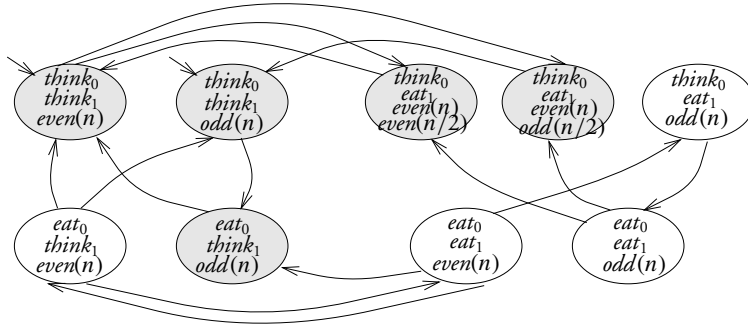 think₀
think₁
even(n)
think₀
think₁
odd(n)
think₀
eat₁
even(n)
even(n/2)
think₀
eat₁
even(n)
odd(n/2)
think₀
eat₁
odd(n)
eat₀
think₁
even(n)
eat₀
think₁
odd(n)
eat₀
eat₁
even(n)
eat₀
eat₁
odd(n)